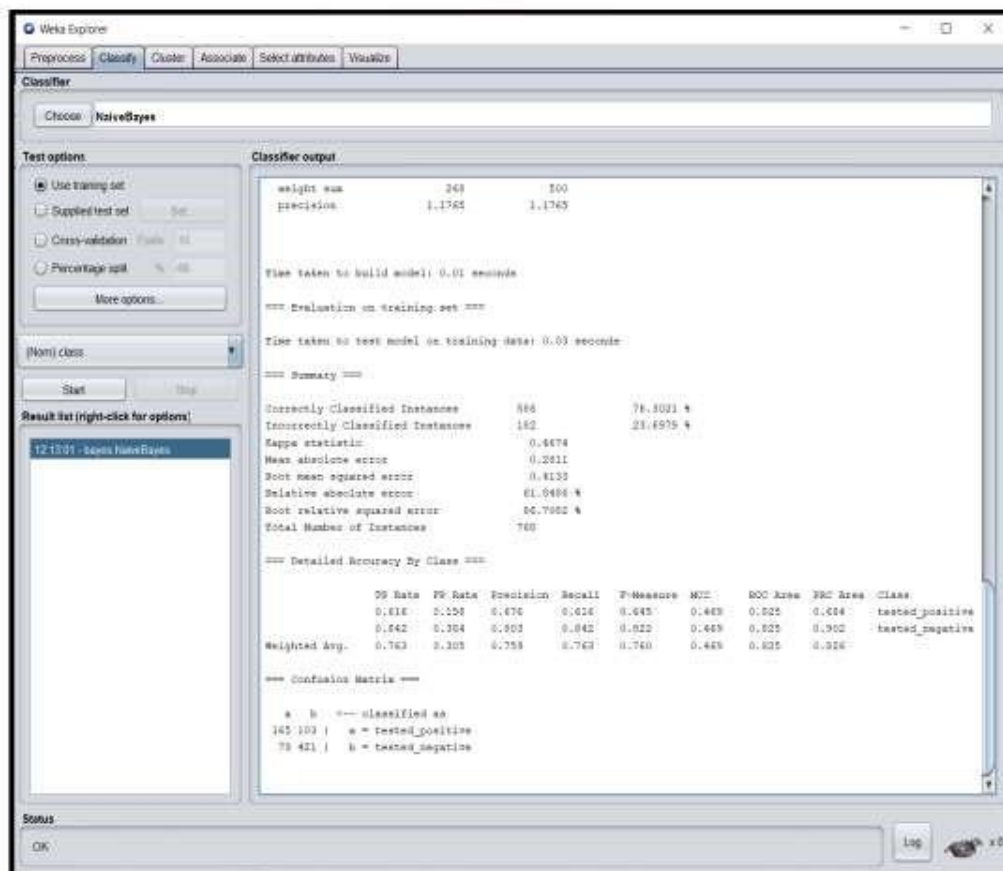 Weka Explorer
Preprocess Classify Cluster Associate Select attributes Visualize
Classifier
Choose NaiveBayes
Test options
Use training set
Supplied test set Set
Cross-validation Folds 10
Percentage split %
More options...
(Nom) class
Start Stop
Result list (right-click for options)
12:13:01 - bayes.NaiveBayes
Classifier output
weight sum 268 500
precision 1.1765 1.1765
Time taken to build model: 0.01 seconds
=== Evaluation on training set ===
Time taken to test model on training data: 0.03 seconds
=== Summary ===
Correctly Classified Instances 586 76.3021 %
Incorrectly Classified Instances 182 23.6979 %
Kappa statistic 0.4674
Mean absolute error 0.2811
Root mean squared error 0.4133
Relative absolute error 61.8486 %
Root relative squared error 86.7082 %
Total Number of Instances 768
=== Detailed Accuracy By Class ===
TP Rate FP Rate Precision Recall F-Measure MCC ROC Area PRC Area Class
0.616 0.158 0.676 0.616 0.645 0.469 0.825 0.684 tested_positive
0.842 0.384 0.803 0.842 0.822 0.469 0.825 0.902 tested_negative
Weighted Avg. 0.763 0.305 0.759 0.763 0.760 0.469 0.825 0.826
=== Confusion Matrix ===
a b <-- classified as
165 103 | a = tested_positive
79 421 | b = tested_negative
Status
OK
Log x 0